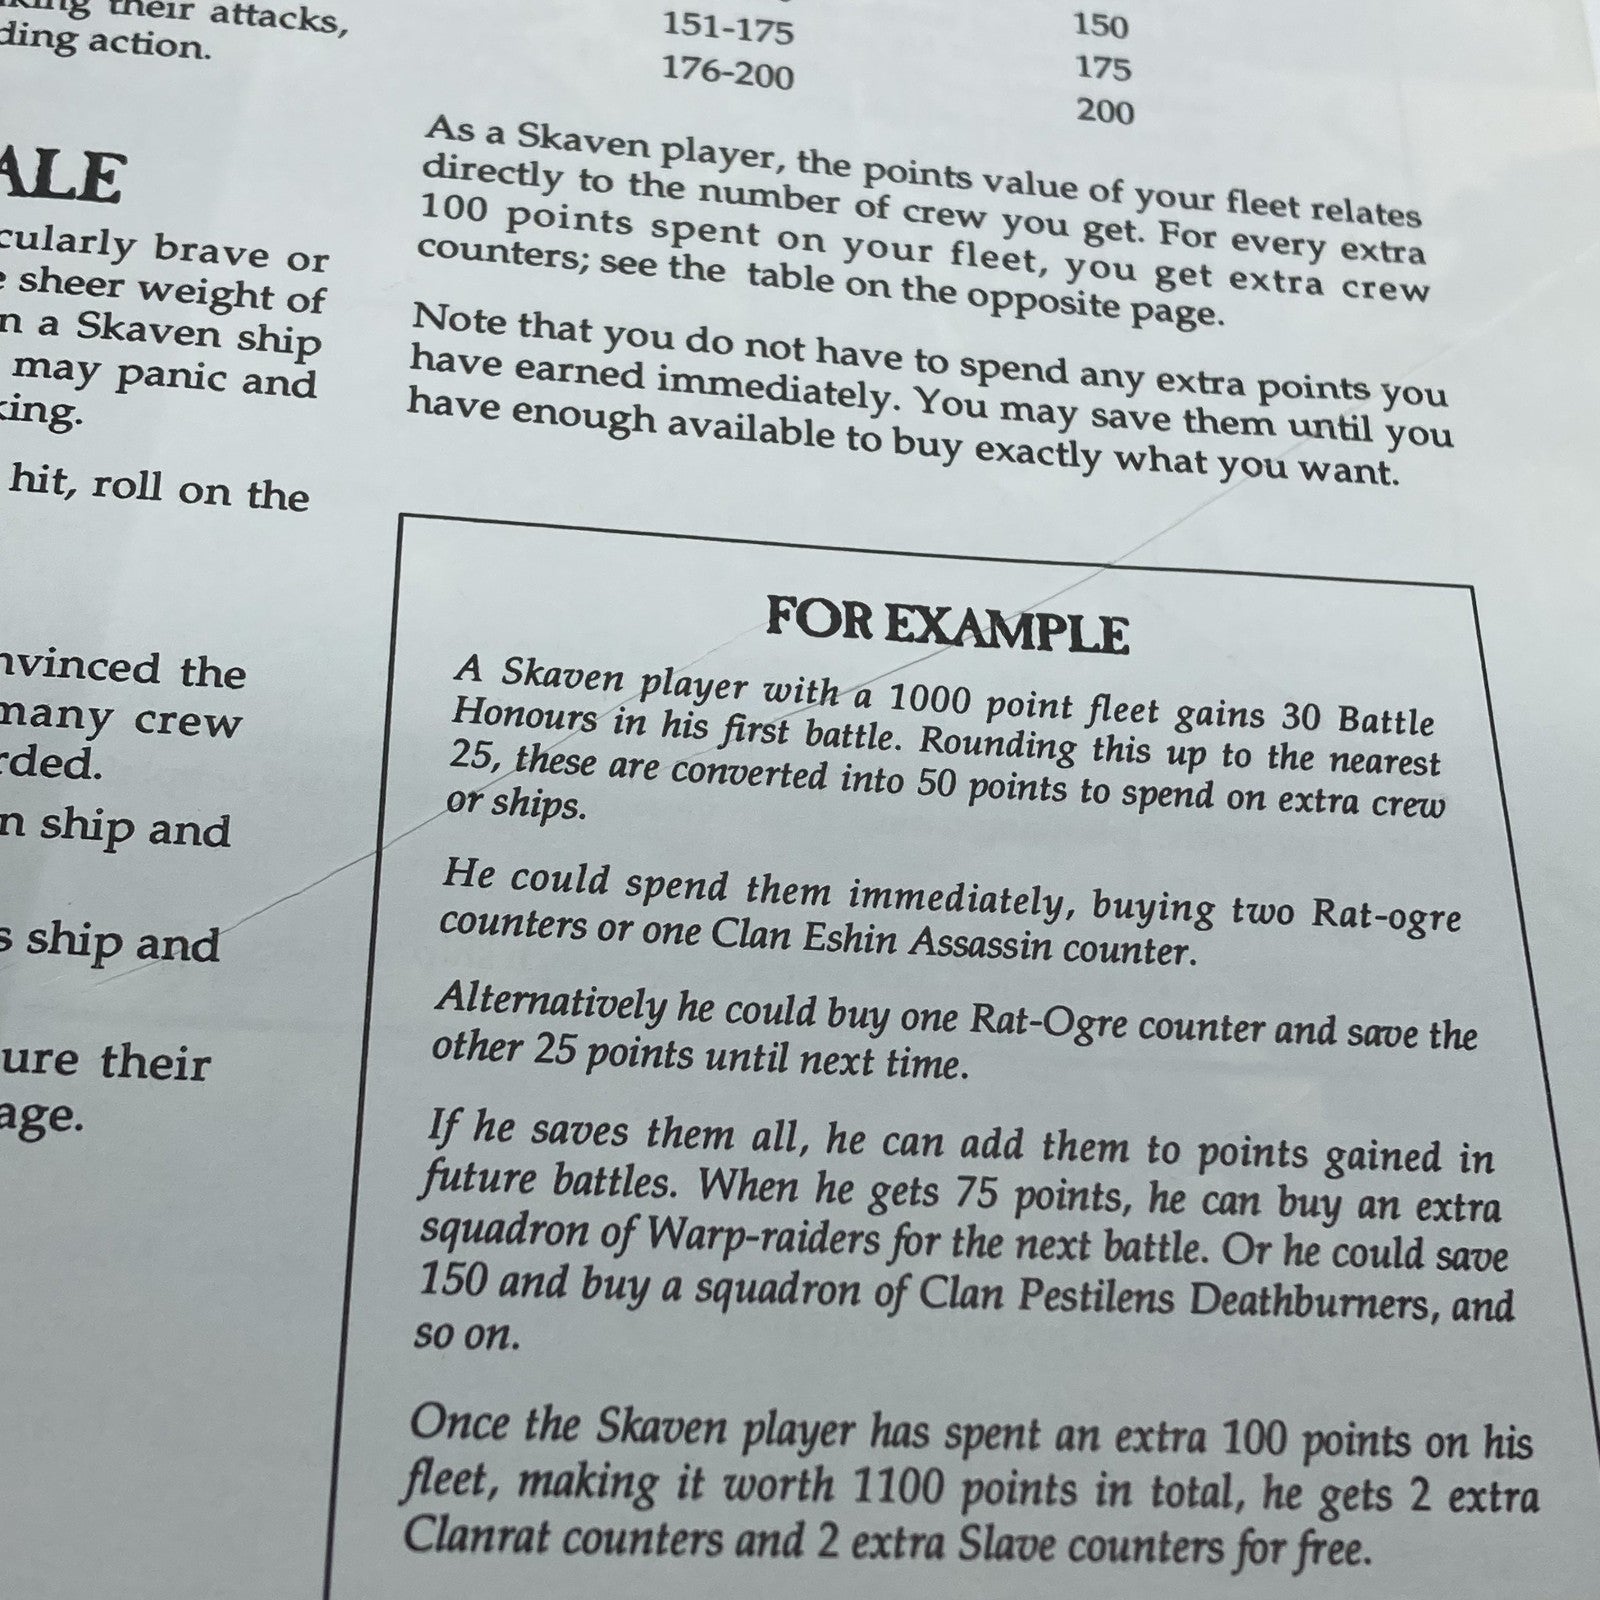 their attacks,
ding action.
ALE
cularly brave or
sheer weight of
n a Skaven ship
may panic and
king.
hit, roll on the
nvinced the
many crew
rded.
n ship and
s ship and
ure their
age.
151-175 150
176-200 175
200
As a Skaven player, the points value of your fleet relates
directly to the number of crew you get. For every extra
100 points spent on your fleet, you get extra crew
counters; see the table on the opposite page.
Note that you do not have to spend any extra points you
have earned immediately. You may save them until you
have enough available to buy exactly what you want.
FOR EXAMPLE
A Skaven player with a 1000 point fleet gains 30 Battle
Honours in his first battle. Rounding this up to the nearest
25, these are converted into 50 points to spend on extra crew
or ships.
He could spend them immediately, buying two Rat-ogre
counters or one Clan Eshin Assassin counter.
Alternatively he could buy one Rat-Ogre counter and save the
other 25 points until next time.
If he saves them all, he can add them to points gained in
future battles. When he gets 75 points, he can buy an extra
squadron of Warp-raiders for the next battle. Or he could save
150 and buy a squadron of Clan Pestilens Deathburners, and
so on.
Once the Skaven player has spent an extra 100 points on his
fleet, making it worth 1100 points in total, he gets 2 extra
Clanrat counters and 2 extra Slave counters for free.